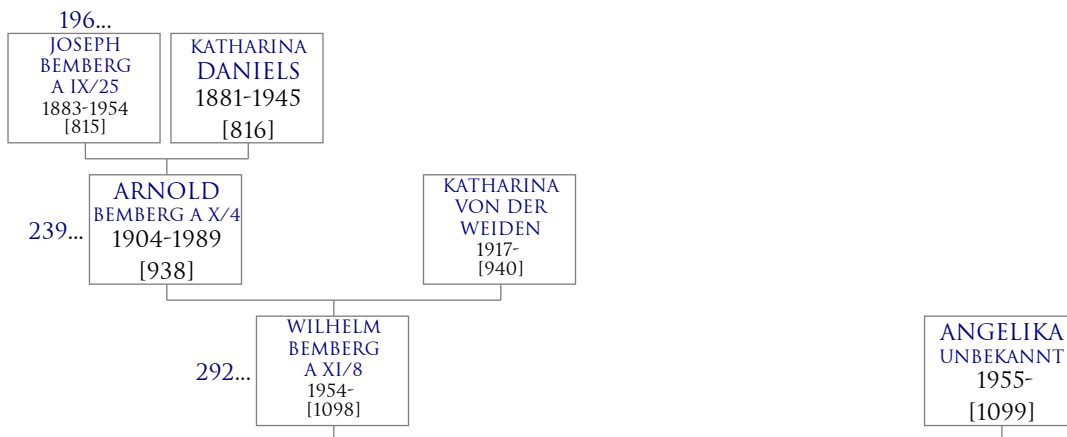 196...
JOSEPH
BEMBERG
A IX/25
1883-1954
[815]
KATHARINA
DANIELS
1881-1945
[816]
239...
ARNOLD
BEMBERG A X/4
1904-1989
[938]
KATHARINA
VON DER
WEIDEN
1917-
[940]
292...
WILHELM
BEMBERG
A XI/8
1954-
[1098]
ANGELIKA
UNBEKANNT
1955-
[1099]